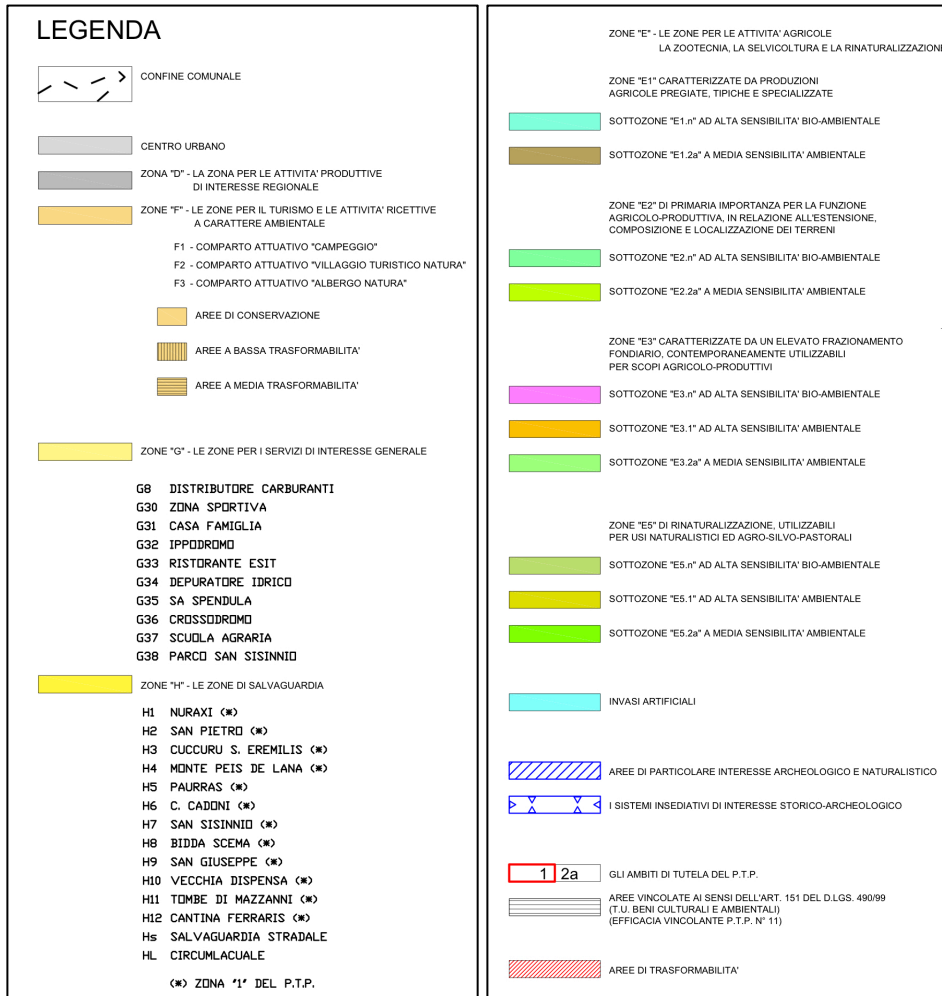 LEGENDA
CONFINE COMUNALE
CENTRO URBANO
ZONA "D" - LA ZONA PER LE ATTIVITA' PRODUTTIVE
DI INTERESSE REGIONALE
ZONE "F" - LE ZONE PER IL TURISMO E LE ATTIVITA' RICETTIVE
A CARATTERE AMBIENTALE
F1 - COMPARTO ATTUATIVO "CAMPEGGIO"
F2 - COMPARTO ATTUATIVO "VILLAGGIO TURISTICO NATURA"
F3 - COMPARTO ATTUATIVO "ALBERGO NATURA"
AREE DI CONSERVAZIONE
AREE A BASSA TRASFORMABILITA'
AREE A MEDIA TRASFORMABILITA'
ZONE "G" - LE ZONE PER I SERVIZI DI INTERESSE GENERALE
G8 DISTRIBUTORE CARBURANTI
G30 ZONA SPORTIVA
G31 CASA FAMIGLIA
G32 IPPODROMO
G33 RISTORANTE ESIT
G34 DEPURATORE IDRICO
G35 SA SPENDULA
G36 CROSSODROMO
G37 SCUOLA AGRARIA
G38 PARCO SAN SISINNIO
ZONE "H" - LE ZONE DI SALVAGUARDIA
H1 NURAXI (*)
H2 SAN PIETRO (*)
H3 CUCCURU S. EREMILIS (*)
H4 MONTE PEIS DE LANA (*)
H5 PAURRAS (*)
H6 C. CADONI (*)
H7 SAN SISINNIO (*)
H8 BIDDA SCEMA (*)
H9 SAN GIUSEPPE (*)
H10 VECCHIA DISPENSA (*)
H11 TOMBE DI MAZZANNI (*)
H12 CANTINA FERRARIS (*)
Hs SALVAGUARDIA STRADALE
HL CIRCUMLACUALE
(*) ZONA "1" DEL P.T.P.
ZONE "E" - LE ZONE PER LE ATTIVITA' AGRICOLE
LA ZOOTECNIA, LA SELVICOLTURA E LA RINATURALIZZAZIONE
ZONE "E1" CARATTERIZZATE DA PRODUZIONI
AGRICOLE PREGIATE, TIPICHE E SPECIALIZZATE
SOTTOZONE "E1.n" AD ALTA SENSIBILITA' BIO-AMBIENTALE
SOTTOZONE "E1.2a" A MEDIA SENSIBILITA' AMBIENTALE
ZONE "E2" DI PRIMARIA IMPORTANZA PER LA FUNZIONE
AGRICOLO-PRODUTTIVA, IN RELAZIONE ALL'ESTENSIONE,
COMPOSIZIONE E LOCALIZZAZIONE DEI TERRENI
SOTTOZONE "E2.n" AD ALTA SENSIBILITA' BIO-AMBIENTALE
SOTTOZONE "E2.2a" A MEDIA SENSIBILITA' AMBIENTALE
ZONE "E3" CARATTERIZZATE DA UN ELEVATO FRAZIONAMENTO
FONDIARIO, CONTEMPORANEAMENTE UTILIZZABILI
PER SCOPI AGRICOLO-PRODUTTIVI
SOTTOZONE "E3.n" AD ALTA SENSIBILITA' BIO-AMBIENTALE
SOTTOZONE "E3.1" AD ALTA SENSIBILITA' AMBIENTALE
SOTTOZONE "E3.2a" A MEDIA SENSIBILITA' AMBIENTALE
ZONE "E5" DI RINATURALIZZAZIONE, UTILIZZABILI
PER USI NATURALISTICI ED AGRO-SILVO-PASTORALI
SOTTOZONE "E5.n" AD ALTA SENSIBILITA' BIO-AMBIENTALE
SOTTOZONE "E5.1" AD ALTA SENSIBILITA' AMBIENTALE
SOTTOZONE "E5.2a" A MEDIA SENSIBILITA' AMBIENTALE
INVASI ARTIFICIALI
AREE DI PARTICOLARE INTERESSE ARCHEOLOGICO E NATURALISTICO
I SISTEMI INSEDIATIVI DI INTERESSE STORICO-ARCHEOLOGICO
1 2a GLI AMBITI DI TUTELA DEL P.T.P.
AREE VINCOLATE AI SENSI DELL'ART. 151 DEL D.LGS. 490/99
(T.U. BENI CULTURALI E AMBIENTALI)
(EFFICACIA VINCOLANTE P.T.P. N° 11)
AREE DI TRASFORMABILITA'